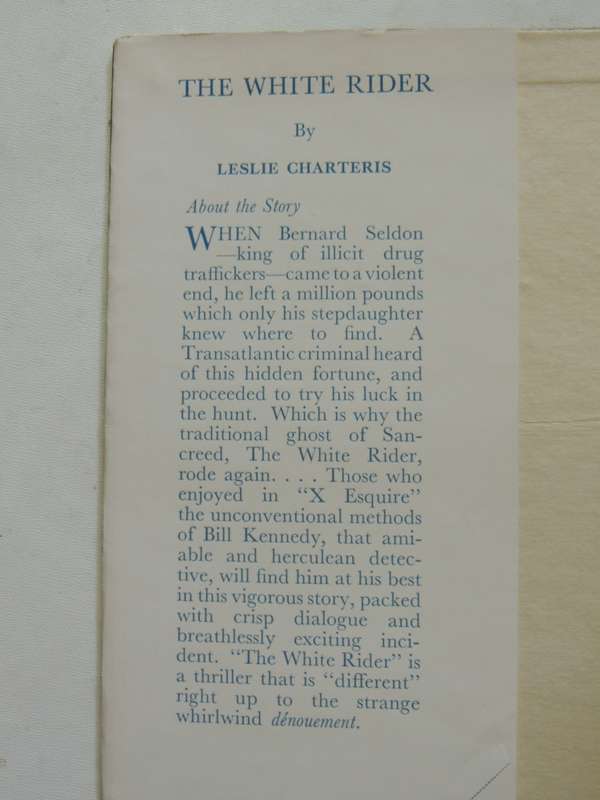 THE WHITE RIDER
By
LESLIE CHARTERIS
About the Story
WHEN Bernard Seldon
—king of illicit drug
traffickers—came to a violent
end, he left a million pounds
which only his stepdaughter
knew where to find. A
Transatlantic criminal heard
of this hidden fortune, and
proceeded to try his luck in
the hunt. Which is why the
traditional ghost of San-
creed, The White Rider,
rode again. . . . Those who
enjoyed in "X Esquire"
the unconventional methods
of Bill Kennedy, that ami-
able and herculean detec-
tive, will find him at his best
in this vigorous story, packed
with crisp dialogue and
breathlessly exciting inci-
dent. "The White Rider" is
a thriller that is "different"
right up to the strange
whirlwind dénouement.